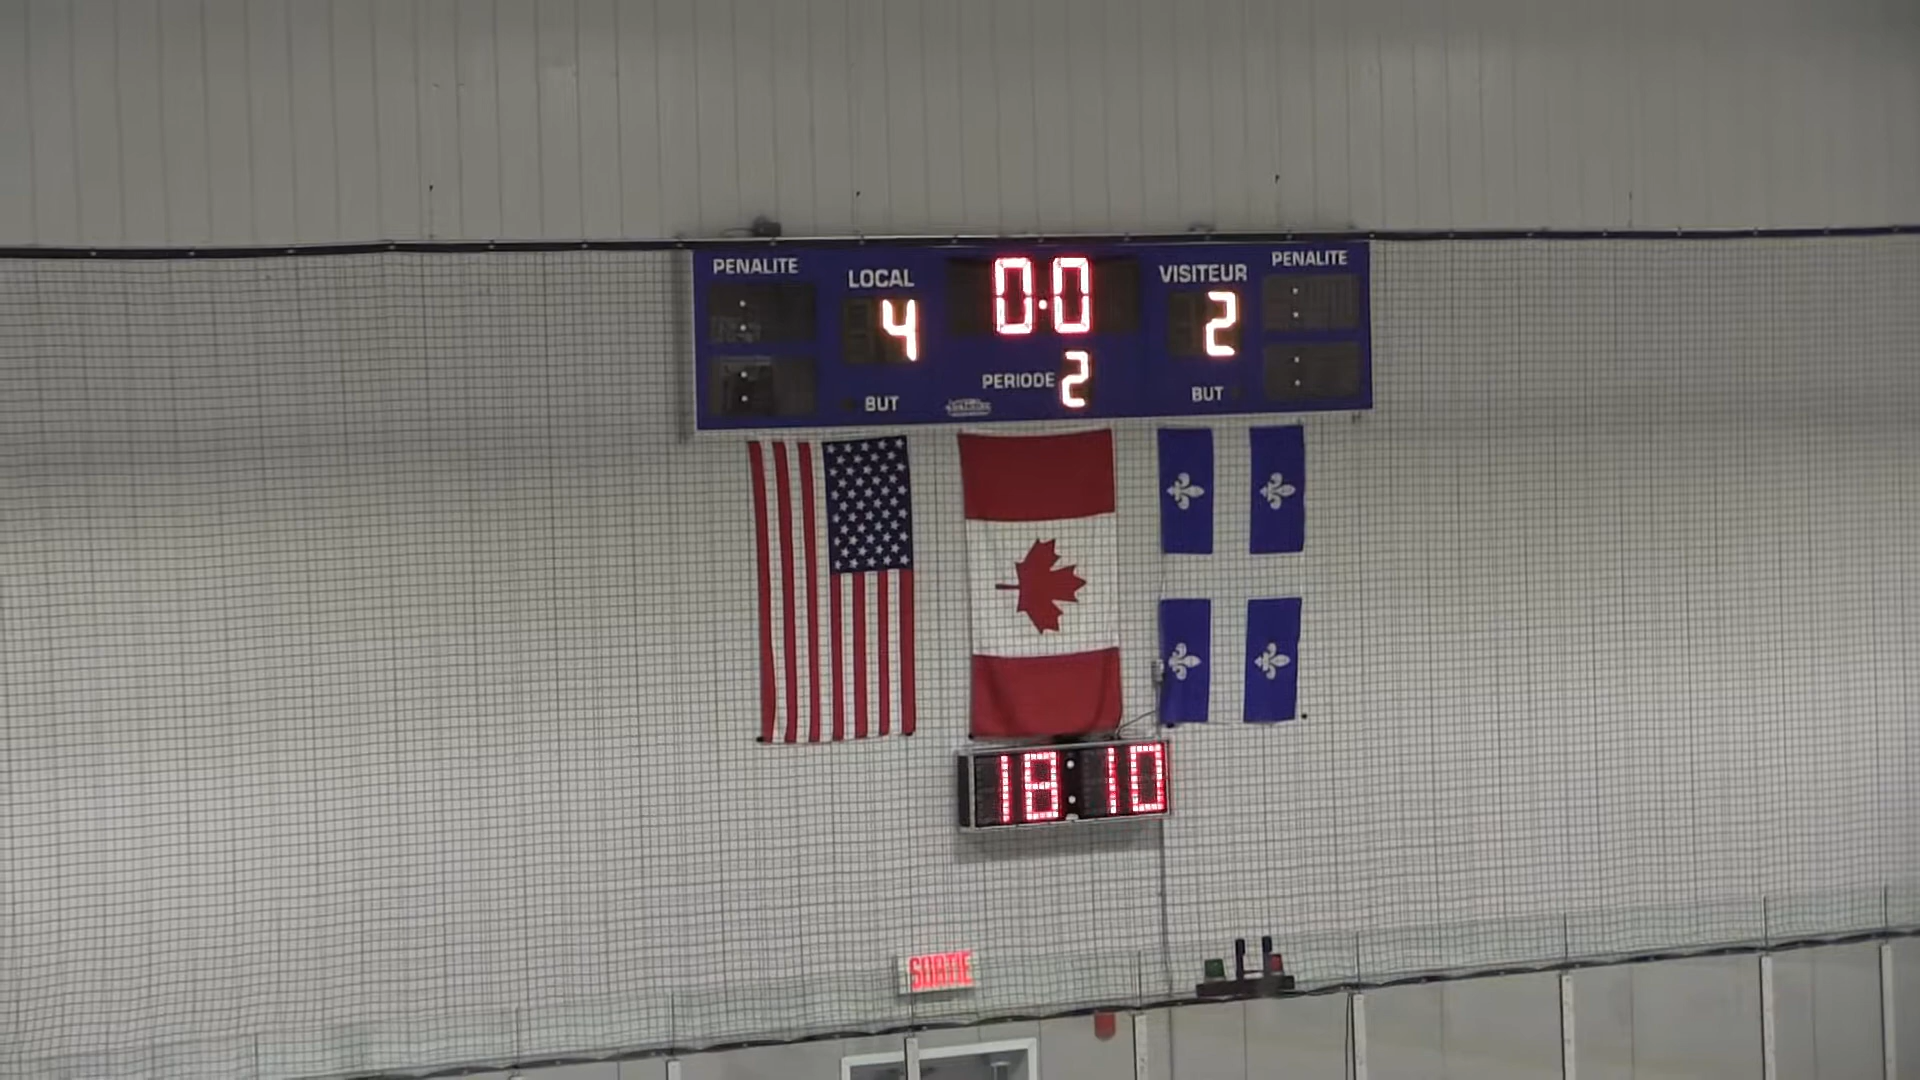 PENALITE
LOCAL
0.0
VISITEUR
PENALITE
4
2
PERIODE 2
BUT
BUT
18:10
SORTIE